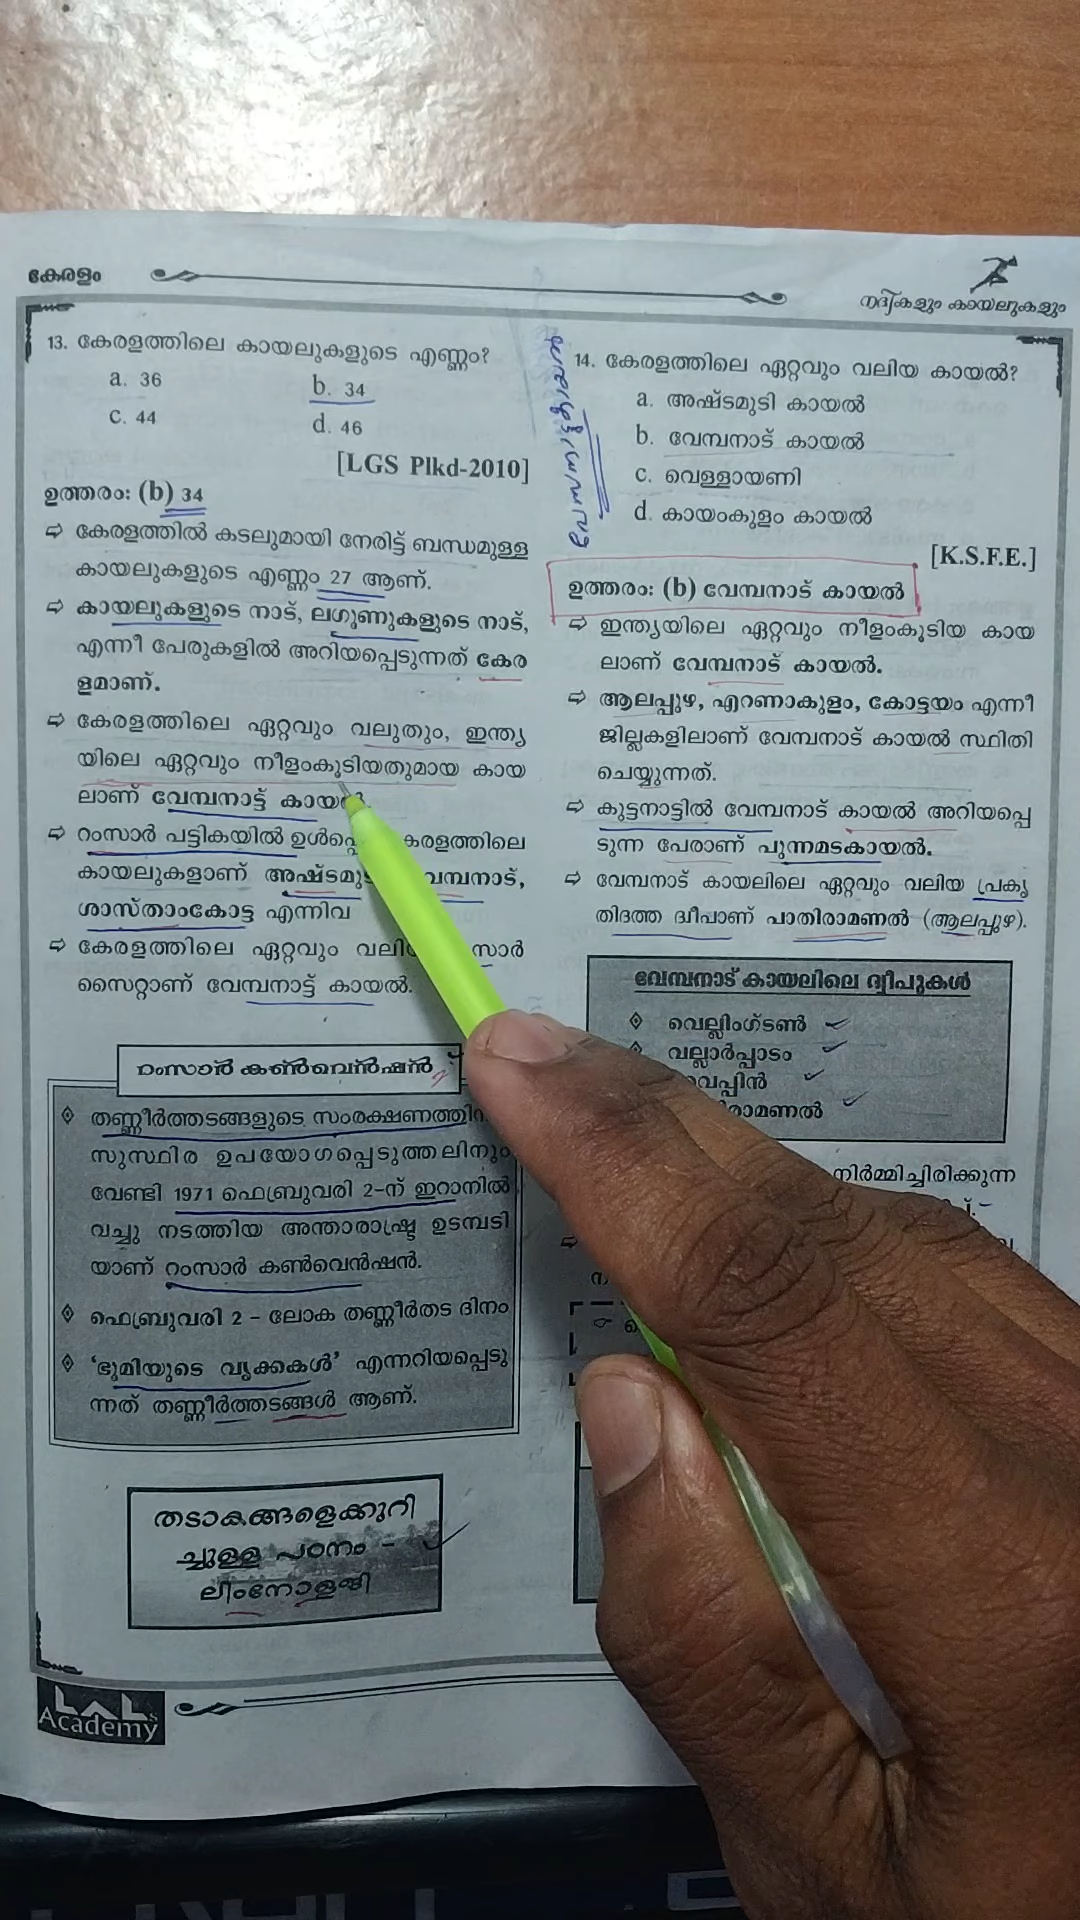 കേരളം
നദികളും കായലുകളും
13. കേരളത്തിലെ കായലുകളുടെ എണ്ണം?
a. 36
b. 34
c. 44
d. 46
[LGS Plkd-2010]
ഉത്തരം: (b) 34
⇨ കേരളത്തിൽ കടലുമായി നേരിട്ട് ബന്ധമുള്ള
കായലുകളുടെ എണ്ണം 27 ആണ്.
⇨ കായലുകളുടെ നാട്, ലഗൂണുകളുടെ നാട്,
എന്നീ പേരുകളിൽ അറിയപ്പെടുന്നത് കേര
ളമാണ്.
⇨ കേരളത്തിലെ ഏറ്റവും വലുതും, ഇന്ത്യ
യിലെ ഏറ്റവും നീളംകൂടിയതുമായ കായ
ലാണ് വേമ്പനാട്ട് കായൽ.
⇨ റംസാർ പട്ടികയിൽ
കായലുകളാണ്
ശാസ്താംകോട്ട എന്നിവ
⇨ കേരളത്തിലെ ഏറ്റവും
സൈറ്റാണ് വേമ്പനാട്ട് കായൽ.
റംസാർ കൺവെൻഷൻ
തണ്ണീർത്തടങ്ങളുടെ
സുസ്ഥിര ഉപയോഗപ്പെടുത്തലിനും
വേണ്ടി 1971 ഫെബ്രുവരി 2-ന് ഇറാനിൽ
വച്ചു നടത്തിയ അന്താരാഷ്ട്ര ഉടമ്പടി
യാണ് റംസാർ കൺവെൻഷൻ.
ഫെബ്രുവരി 2 – ലോക തണ്ണീർതട ദിനം
'ഭൂമിയുടെ വൃക്കകൾ' എന്നറിയപ്പെടു
ന്നത് തണ്ണീർത്തടങ്ങൾ ആണ്.
തടാകങ്ങളെക്കുറി
ച്ചുള്ള പഠനം –
ലിംനോളജി
14. കേരളത്തിലെ ഏറ്റവും വലിയ കായൽ?
a. അഷ്ടമുടി കായൽ
b. വേമ്പനാട് കായൽ
c. വെള്ളായണി
d. കായംകുളം കായൽ
[K.S.F.E.]
ഉത്തരം: (b) വേമ്പനാട് കായൽ
⇨ ഇന്ത്യയിലെ ഏറ്റവും നീളംകൂടിയ കായ
ലാണ് വേമ്പനാട് കായൽ.
⇨ ആലപ്പുഴ, എറണാകുളം, കോട്ടയം എന്നീ
ജില്ലകളിലാണ് വേമ്പനാട് കായൽ സ്ഥിതി
ചെയ്യുന്നത്.
⇨ കുട്ടനാട്ടിൽ വേമ്പനാട് കായൽ അറിയപ്പെ
ടുന്ന പേരാണ് പുന്നമടകായൽ.
⇨ വേമ്പനാട് കായലിലെ ഏറ്റവും വലിയ പ്രകൃ
തിദത്ത ദ്വീപാണ് പാതിരാമണൽ (ആലപ്പുഴ).
വേമ്പനാട് കായലിലെ ദ്വീപുകൾ
വെല്ലിംഗ്ടൺ
വല്ലാർപ്പാടം
LAL's
Academy